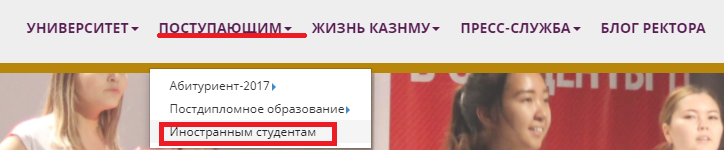 УНИВЕРСИТЕТ ПОСТУПАЮЩИМ ЖИЗНЬ КАЗНМУ ПРЕСС-СЛУЖБА БЛОГ РЕКТОРА
Абитуриент-2017
Постдипломное образование
Иностранным студентам